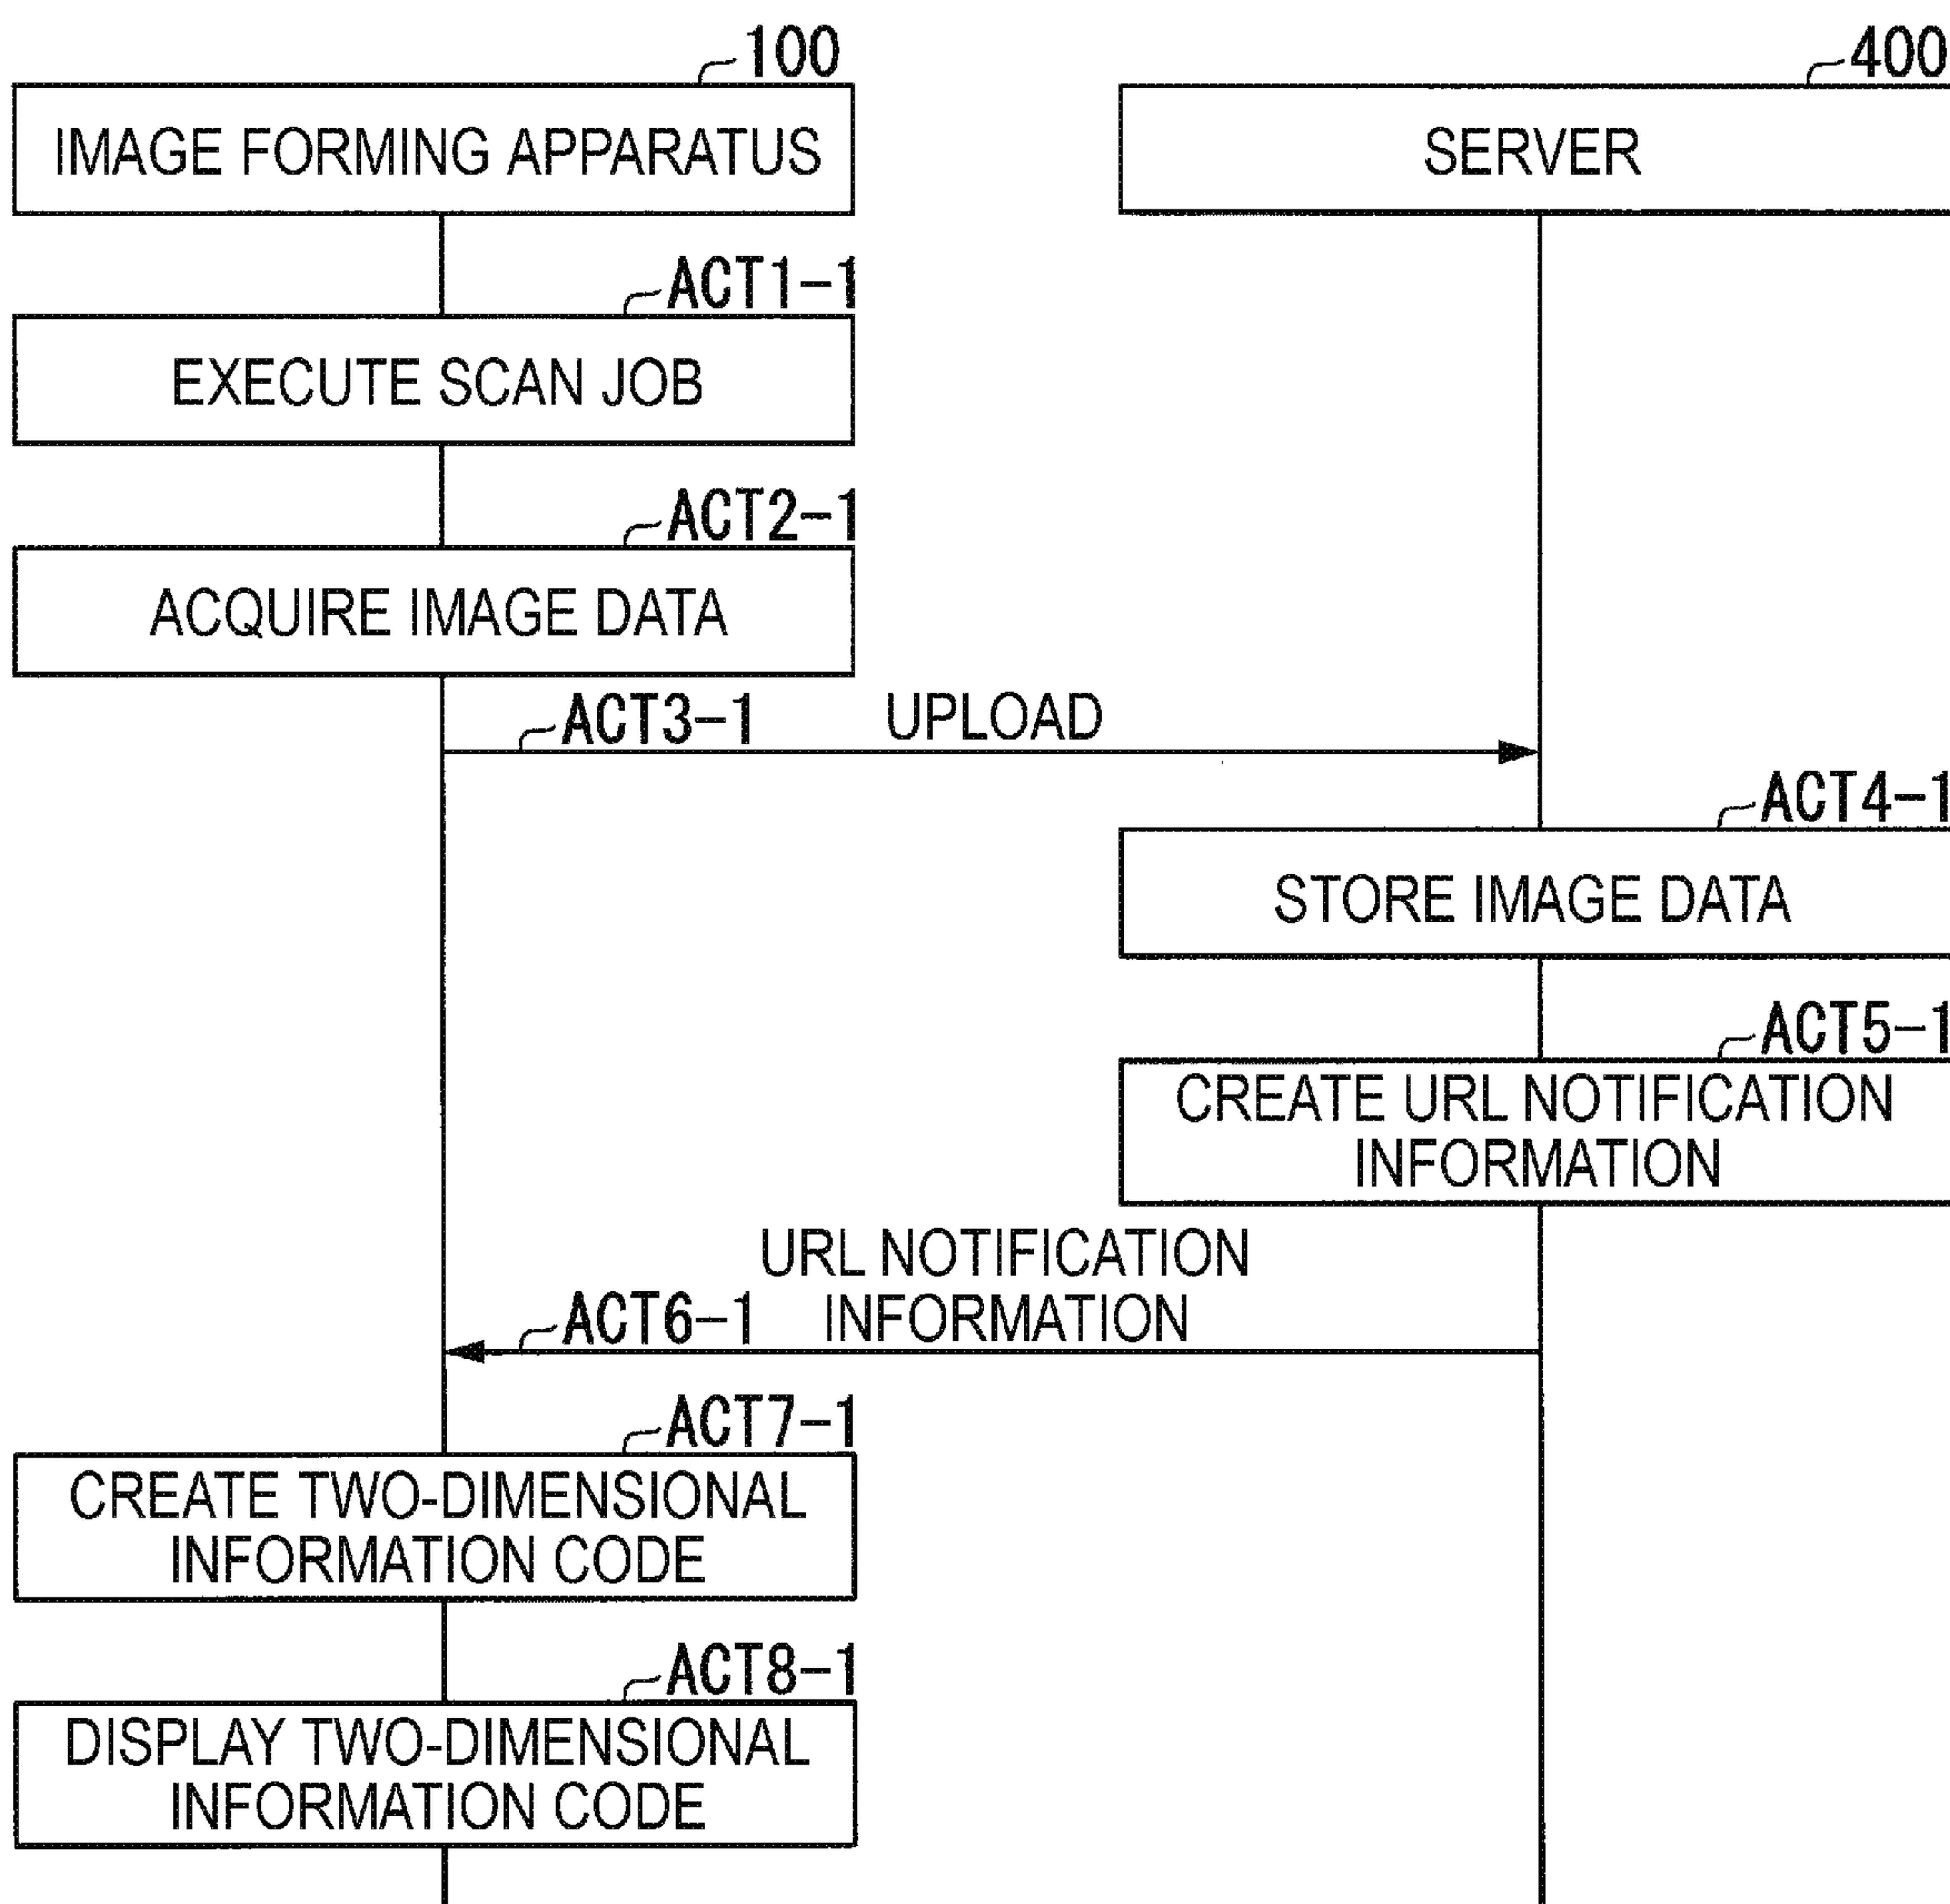 100
400
IMAGE FORMING APPARATUS
SERVER
ACT1-1
EXECUTE SCAN JOB
ACT2-1
ACQUIRE IMAGE DATA
ACT3-1 UPLOAD
ACT4-1
STORE IMAGE DATA
ACT5-1
CREATE URL NOTIFICATION
INFORMATION
URL NOTIFICATION
INFORMATION
ACT6-1
ACT7-1
CREATE TWO-DIMENSIONAL
INFORMATION CODE
ACT8-1
DISPLAY TWO-DIMENSIONAL
INFORMATION CODE